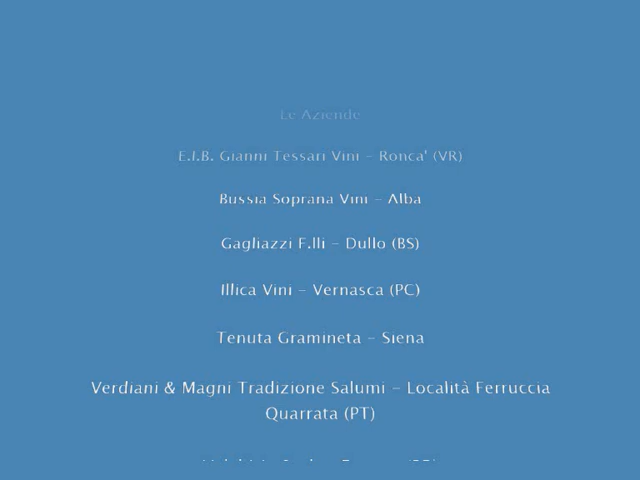 Le Aziende
E.I.B. Gianni Tessari Vini – Ronca' (VR)
Bussia Soprana Vini – Alba
Gagliazzi F.lli – Dullo (BS)
Illica Vini – Vernasca (PC)
Tenuta Gramineta – Siena
Verdiani & Magni Tradizione Salumi – Località Ferruccia
Quarrata (PT)